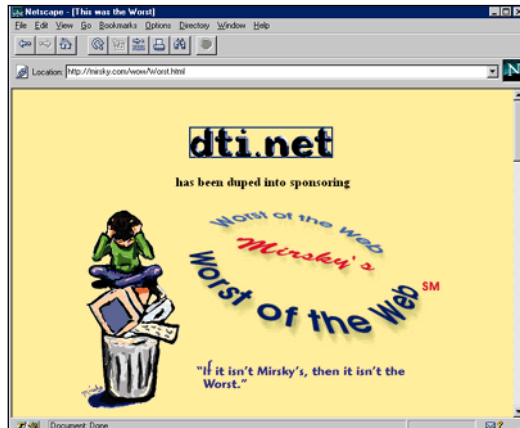 Netscape - [This was the Worst]
File Edit View Go Bookmarks Options Directory Window Help
Location: http://mirsky.com/wow/Worst.html
N
dti.net
has been duped into sponsoring
Worst of the Web
Mirsky's
Worst of the Web SM
"If it isn't Mirsky's, then it isn't the
Worst."
mirsky
Document: Done